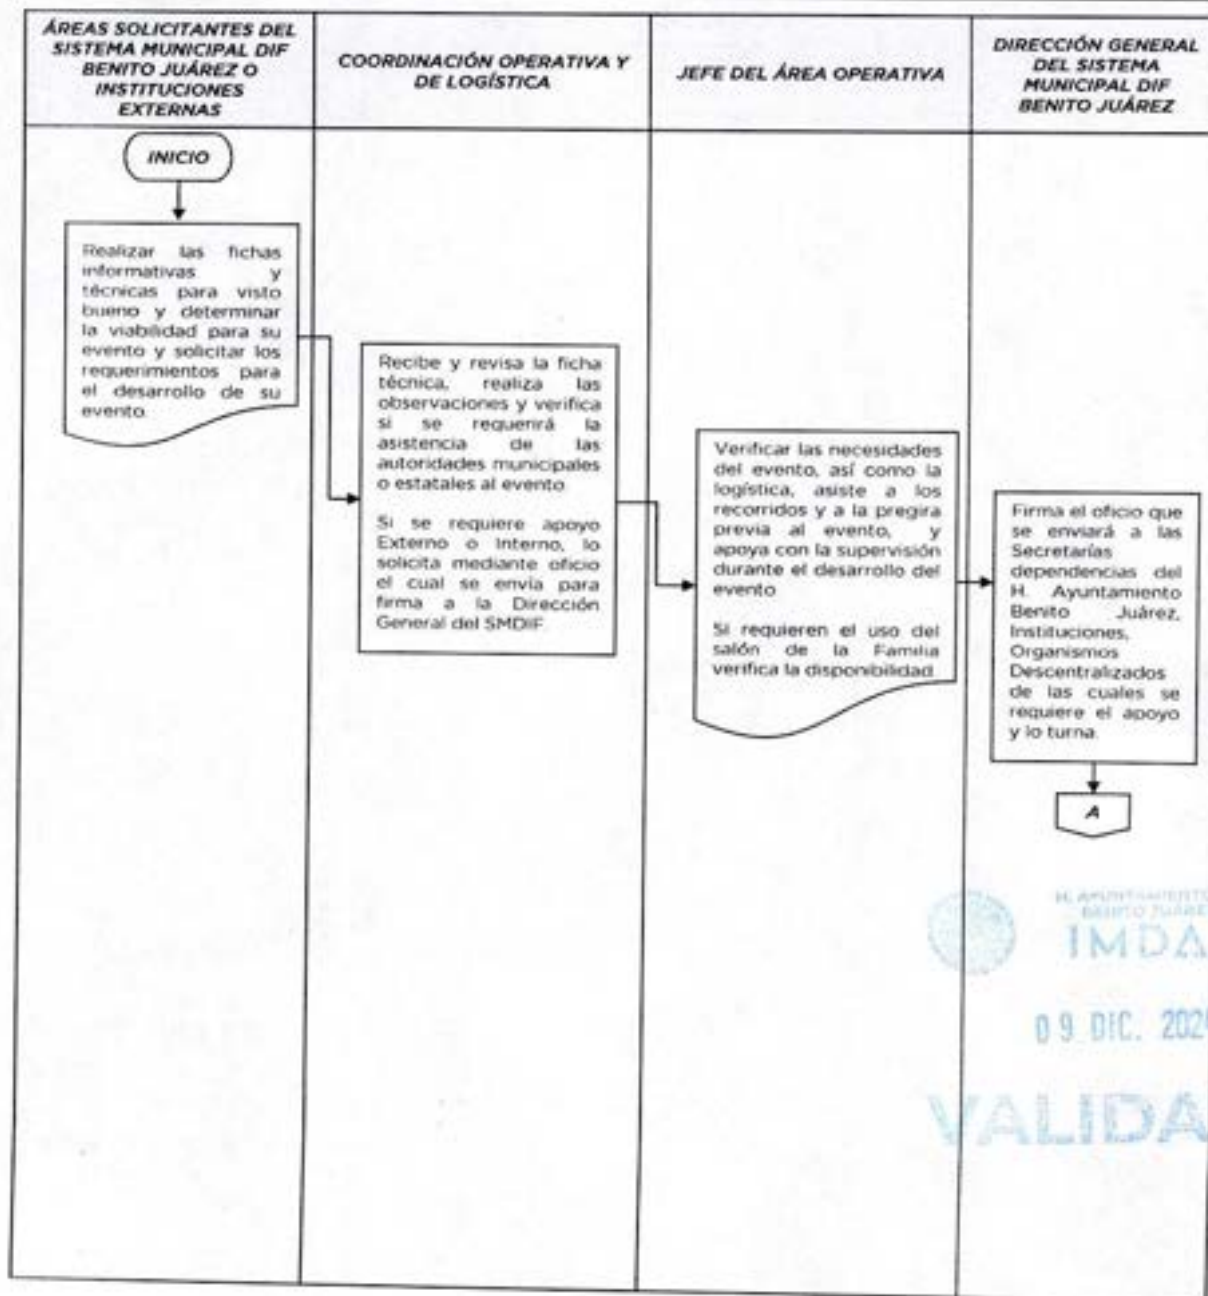 ÁREAS SOLICITANTES DEL
SISTEMA MUNICIPAL DIF
BENITO JUÁREZ O
INSTITUCIONES
EXTERNAS
COORDINACIÓN OPERATIVA Y
DE LOGÍSTICA
JEFE DEL ÁREA OPERATIVA
DIRECCIÓN GENERAL
DEL SISTEMA
MUNICIPAL DIF
BENITO JUÁREZ
INICIO
Realizar las fichas
informativas y
técnicas para visto
bueno y determinar
la viabilidad para su
evento y solicitar los
requerimientos para
el desarrollo de su
evento.
Recibe y revisa la ficha
técnica, realiza las
observaciones y verifica
si se requerirá la
asistencia de las
autoridades municipales
o estatales al evento.
Si se requiere apoyo
Externo o Interno, lo
solicita mediante oficio
el cual se envía para
firma a la Dirección
General del SMDIF.
Verificar las necesidades
del evento, así como la
logística, asiste a los
recorridos y a la pregira
previa al evento, y
apoya con la supervisión
durante el desarrollo del
evento.
Si requieren el uso del
salón de la Familia
verifica la disponibilidad.
Firma el oficio que
se enviará a las
Secretarías
dependencias del
H. Ayuntamiento
Benito Juárez,
Instituciones,
Organismos
Descentralizados
de las cuales se
requiere el apoyo
y lo turna.
A
H. AYUNTAMIENTO
BENITO JUÁREZ
IMDA
09 DIC. 202
VALIDA